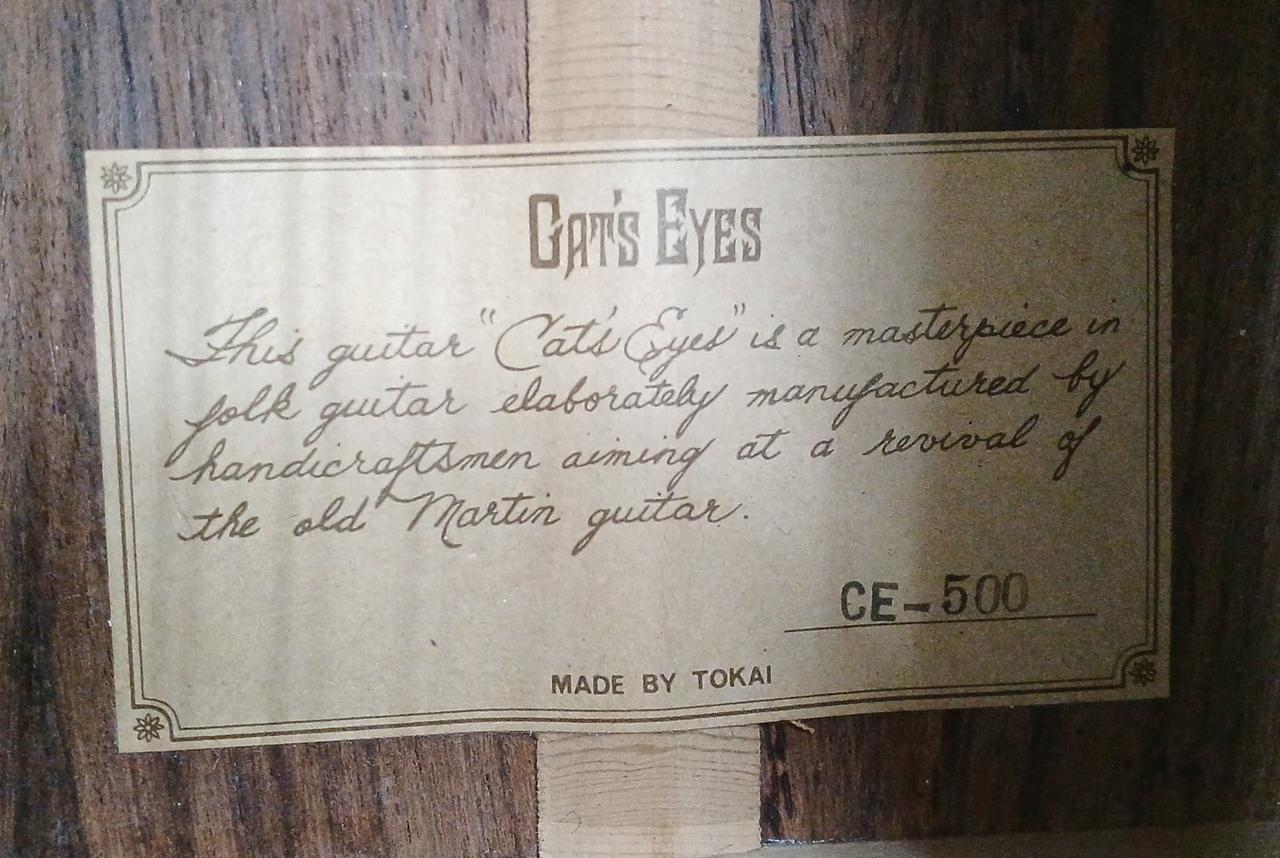 CAT'S EYES
This guitar "Cat's Eyes" is a masterpiece in
folk guitar elaborately manufactured by
handicraftsmen aiming at a revival of
the old Martin guitar.
CE-500
MADE BY TOKAI